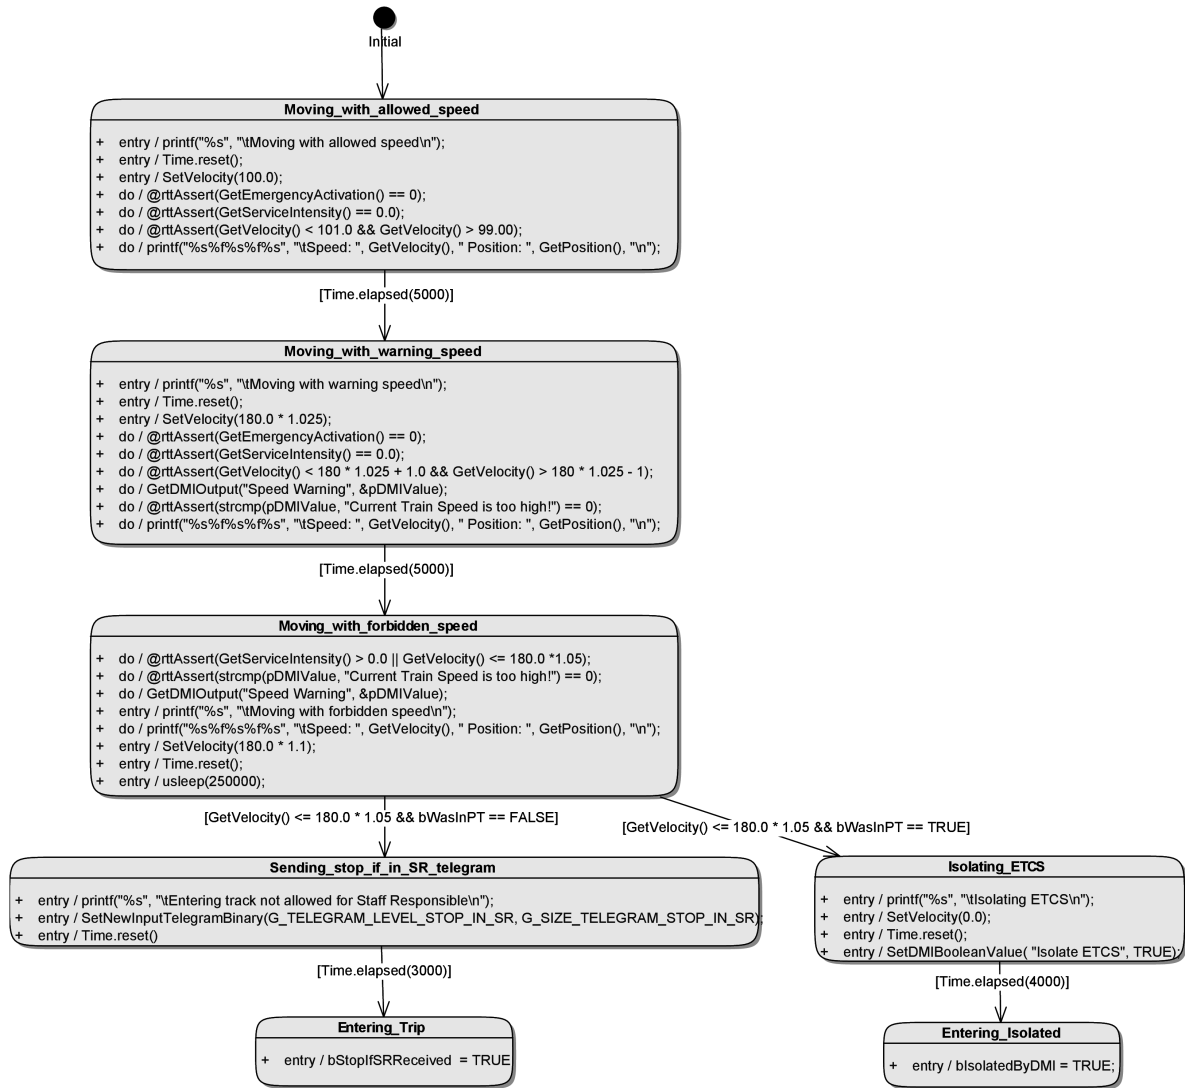 Initial
Moving_with_allowed_speed
+ entry / printf("%s", "\tMoving with allowed speed\n");
+ entry / Time.reset();
+ entry / SetVelocity(100.0);
+ do / @rttAssert(GetEmergencyActivation() == 0);
+ do / @rttAssert(GetServiceIntensity() == 0.0);
+ do / @rttAssert(GetVelocity() < 101.0 && GetVelocity() > 99.00);
+ do / printf("%s%f%s%f%s", "\tSpeed: ", GetVelocity(), " Position: ", GetPosition(), "\n");
[Time.elapsed(5000)]
Moving_with_warning_speed
+ entry / printf("%s", "\tMoving with warning speed\n");
+ entry / Time.reset();
+ entry / SetVelocity(180.0 * 1.025);
+ do / @rttAssert(GetEmergencyActivation() == 0);
+ do / @rttAssert(GetServiceIntensity() == 0.0);
+ do / @rttAssert(GetVelocity() < 180 * 1.025 + 1.0 && GetVelocity() > 180 * 1.025 - 1);
+ do / GetDMIOutput("Speed Warning", &pDMIValue);
+ do / @rttAssert(strcmp(pDMIValue, "Current Train Speed is too high!") == 0);
+ do / printf("%s%f%s%f%s", "\tSpeed: ", GetVelocity(), " Position: ", GetPosition(), "\n");
[Time.elapsed(5000)]
Moving_with_forbidden_speed
+ do / @rttAssert(GetServiceIntensity() > 0.0 || GetVelocity() <= 180.0 *1.05);
+ do / @rttAssert(strcmp(pDMIValue, "Current Train Speed is too high!") == 0);
+ do / GetDMIOutput("Speed Warning", &pDMIValue);
+ entry / printf("%s", "\tMoving with forbidden speed\n");
+ do / printf("%s%f%s%f%s", "\tSpeed: ", GetVelocity(), " Position: ", GetPosition(), "\n");
+ entry / SetVelocity(180.0 * 1.1);
+ entry / Time.reset();
+ entry / usleep(250000);
[GetVelocity() <= 180.0 * 1.05 && bWasInPT == FALSE]
[GetVelocity() <= 180.0 * 1.05 && bWasInPT == TRUE]
Sending_stop_if_in_SR_telegram
+ entry / printf("%s", "\tEntering track not allowed for Staff Responsible\n");
+ entry / SetNewInputTelegramBinary(G_TELEGRAM_LEVEL_STOP_IN_SR, G_SIZE_TELEGRAM_STOP_IN_SR);
+ entry / Time.reset()
Isolating_ETCS
+ entry / printf("%s", "\tIsolating ETCS\n");
+ entry / SetVelocity(0.0);
+ entry / Time.reset();
+ entry / SetDMIBooleanValue( "Isolate ETCS", TRUE);
[Time.elapsed(3000)]
[Time.elapsed(4000)]
Entering_Trip
+ entry / bStopIfSRReceived = TRUE
Entering_Isolated
+ entry / bIsolatedByDMI = TRUE;